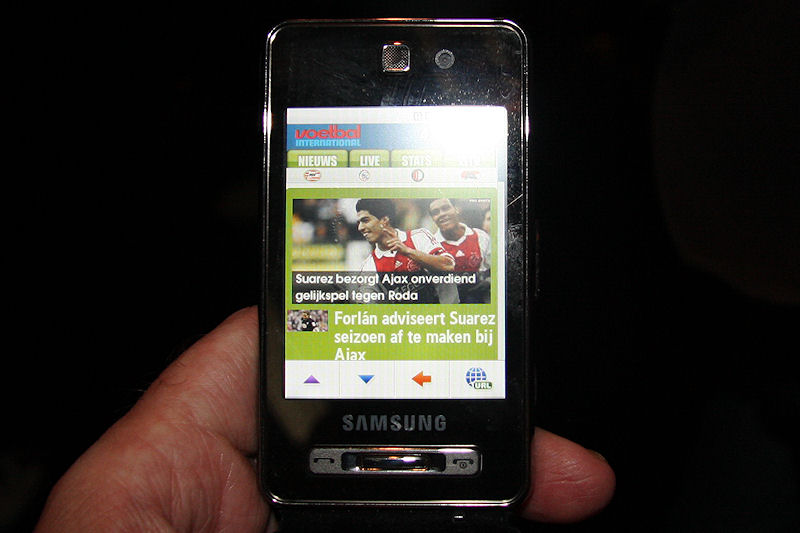 voetbal
INTERNATIONAL
NIEUWS LIVE STATS
Suarez bezorgt Ajax onverdiend
gelijkspel tegen Roda
Forlán adviseert Suarez
seizoen af te maken bij
Ajax
URL
SAMSUNG